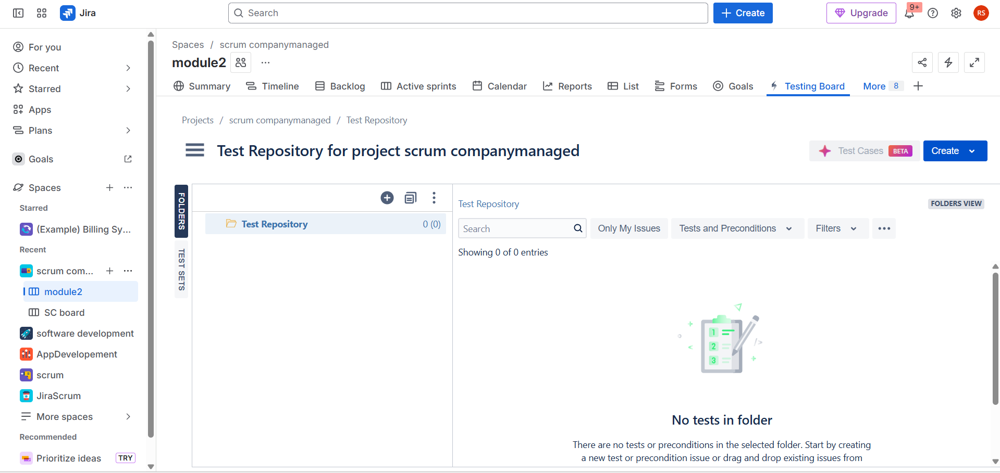 Jira
Search
Create
Upgrade
9+
RS
For you
Recent
Starred
Apps
Plans
Goals
Spaces
Starred
(Example) Billing Sy...
Recent
scrum com...
module2
SC board
software development
AppDevelopement
scrum
JiraScrum
More spaces
Recommended
Prioritize ideas TRY
Spaces / scrum companymanaged
module2
Summary Timeline Backlog Active sprints Calendar Reports List Forms Goals Testing Board More 8
Projects / scrum companymanaged / Test Repository
Test Repository for project scrum companymanaged
Test Cases BETA
Create
FOLDERS
TEST SETS
Test Repository 0 (0)
Test Repository
FOLDERS VIEW
Search
Only My Issues
Tests and Preconditions
Filters
Showing 0 of 0 entries
1
2
3
No tests in folder
There are no tests or preconditions in the selected folder. Start by creating
a new test or precondition issue or drag and drop existing issues from